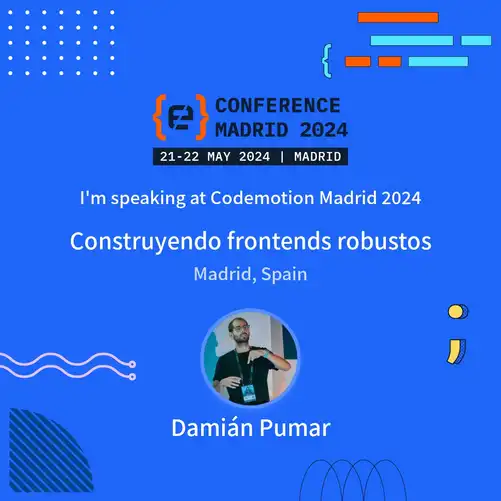 CONFERENCE
MADRID 2024
21-22 MAY 2024 | MADRID
I'm speaking at Codemotion Madrid 2024
Construyendo frontends robustos
Madrid, Spain
Damián Pumar